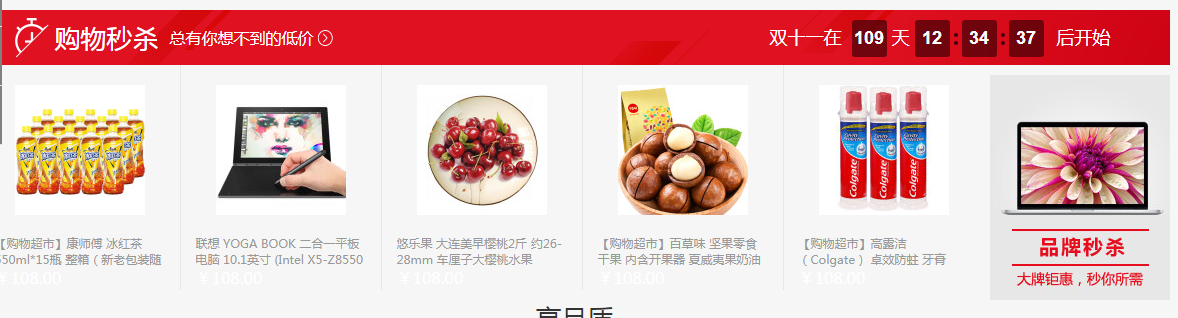 购物秒杀 总有你想不到的低价
双十一在 109 天 12 : 34 : 37 后开始
【购物超市】康师傅 冰红茶
550ml*15瓶 整箱（新老包装随
￥108.00
联想 YOGA BOOK 二合一平板
电脑 10.1英寸 (Intel X5-Z8550
￥108.00
悠乐果 大连美早樱桃2斤 约26-
28mm 车厘子大樱桃水果
￥108.00
【购物超市】百草味 坚果零食
干果 内含开果器 夏威夷果奶油
￥108.00
【购物超市】高露洁
（Colgate）卓效防蛀 牙膏
￥108.00
Colgate
Colgate
Colgate
品牌秒杀
大牌钜惠，秒你所需
高品质